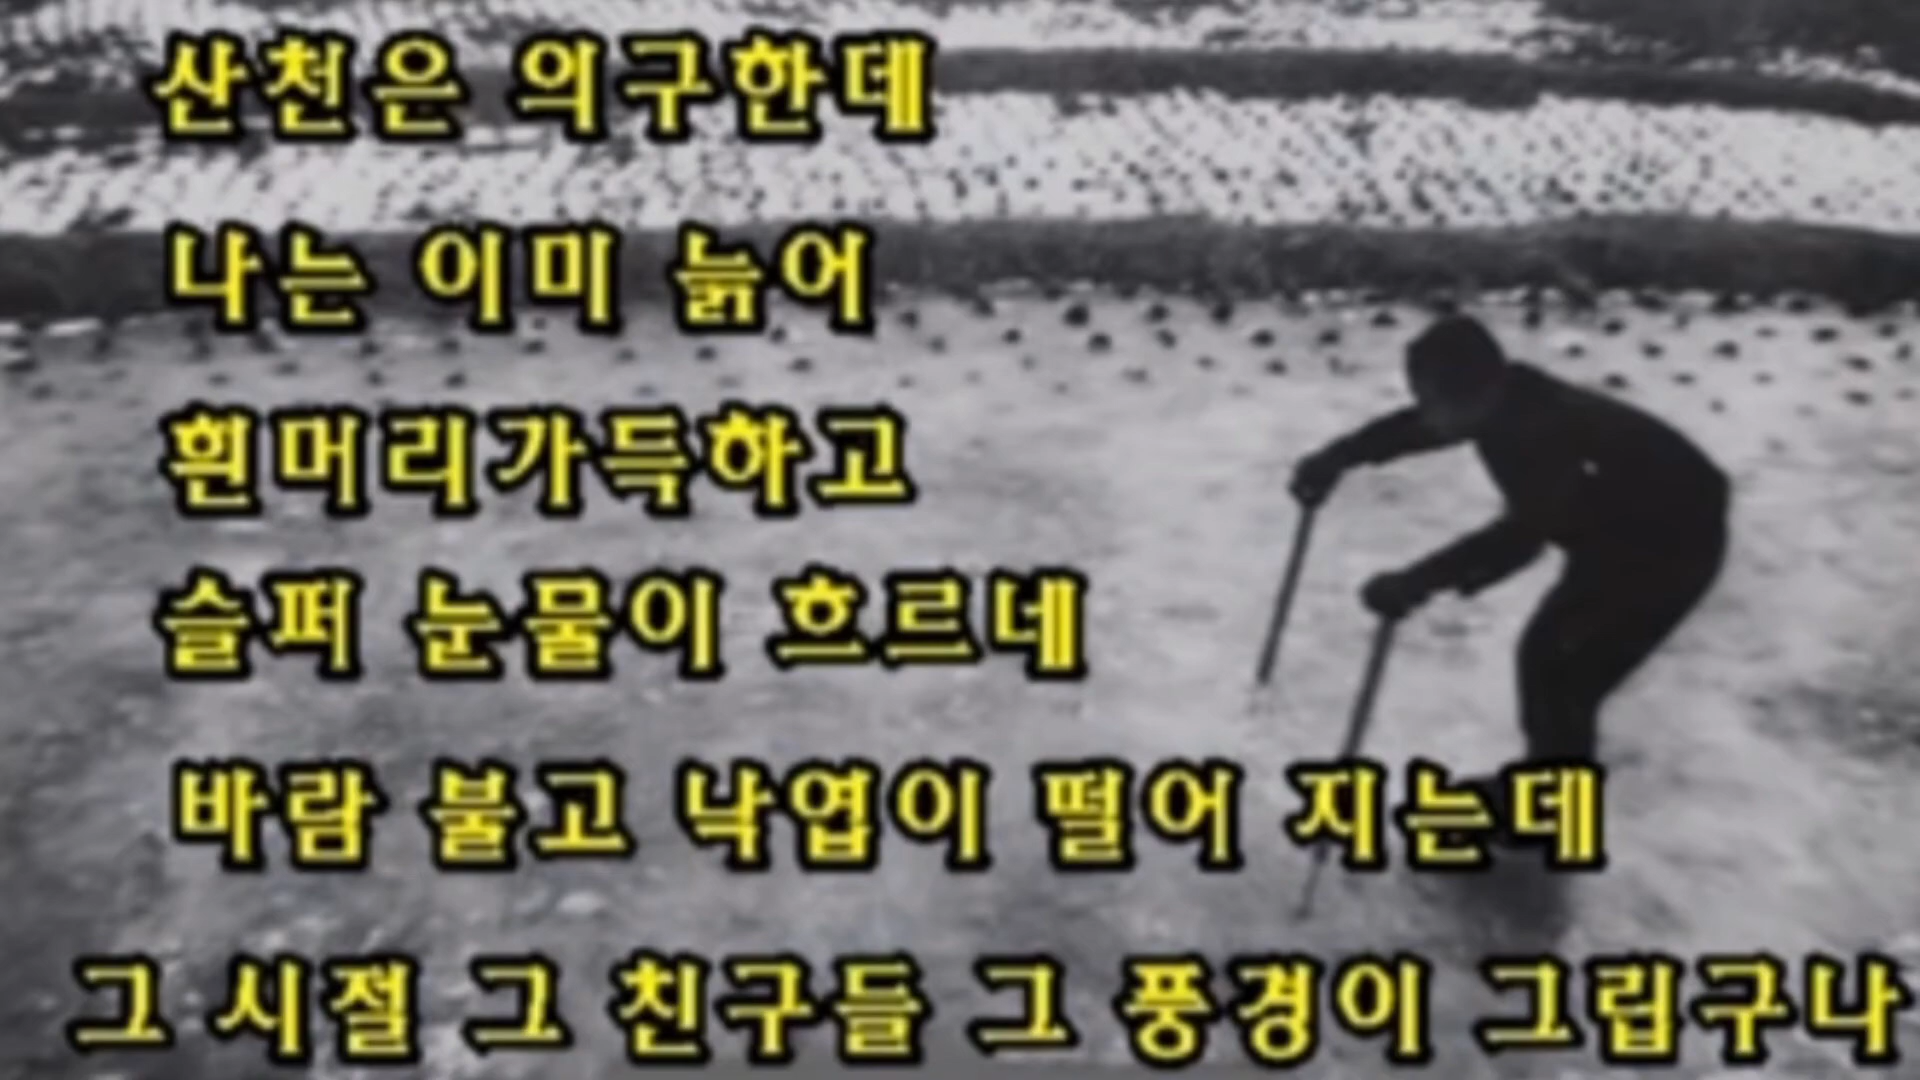 산천은 의구한데
나는 이미 늙어
흰머리가득하고
슬퍼 눈물이 흐르네
바람 불고 낙엽이 떨어 지는데
그 시절 그 친구들 그 풍경이 그립구나